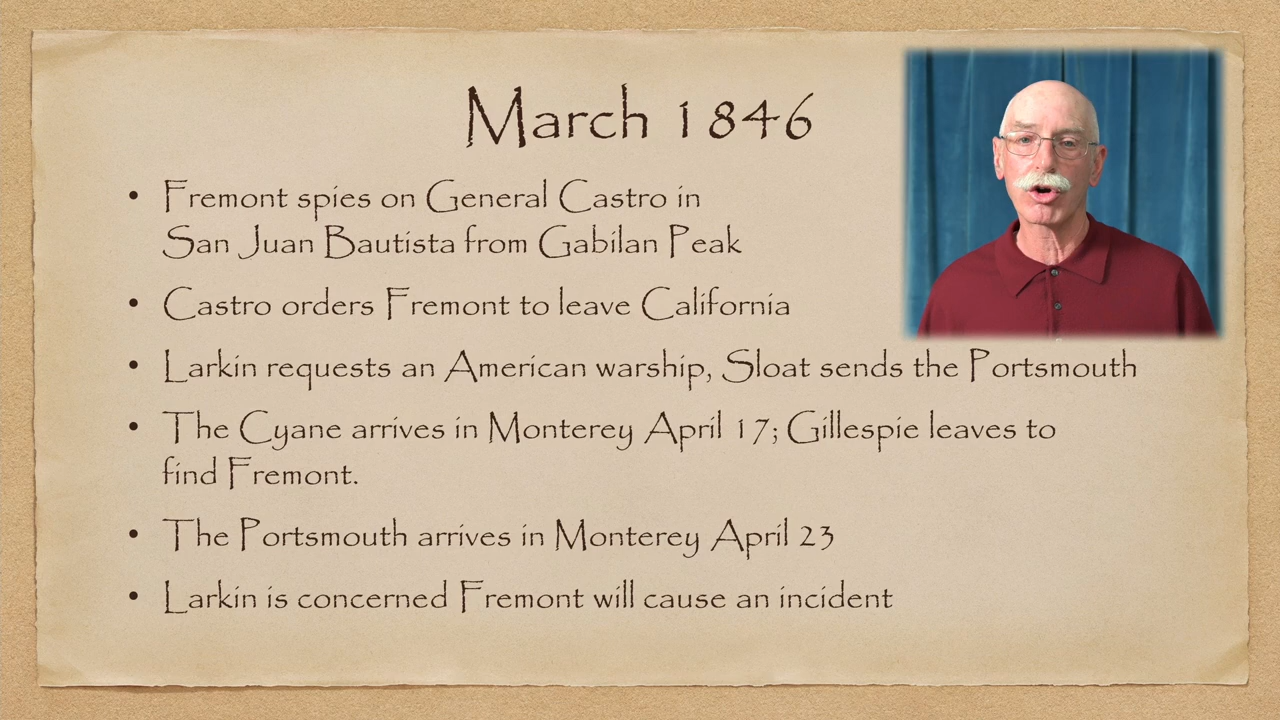 March 1846
• Fremont spies on General Castro in
San Juan Bautista from Gabilan Peak
• Castro orders Fremont to leave California
• Larkin requests an American warship, Sloat sends the Portsmouth
• The Cyane arrives in Monterey April 17; Gillespie leaves to
find Fremont.
• The Portsmouth arrives in Monterey April 23
• Larkin is concerned Fremont will cause an incident